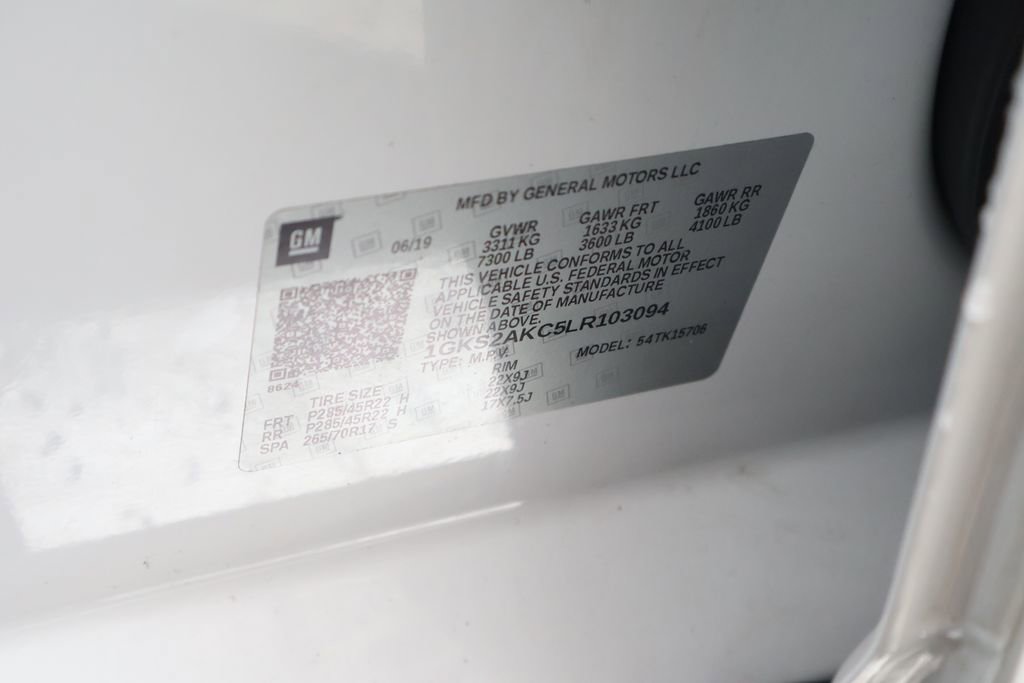 MFD BY GENERAL MOTORS LLC
GM
06/19
GVWR GAWR FRT GAWR RR
3311 KG 1633 KG 1860 KG
7300 LB 3600 LB 4100 LB
THIS VEHICLE CONFORMS TO ALL
APPLICABLE U.S. FEDERAL MOTOR
VEHICLE SAFETY STANDARDS IN EFFECT
ON THE DATE OF MANUFACTURE
SHOWN ABOVE.
1GKS2AKC5LR103094
TYPE: M.P.V. MODEL: 54TK15706
8624
TIRE SIZE RIM
FRT P285/45R22 H 22X9J
RR P285/45R22 H 22X9J
SPA 265/70R17 S 17X7.5J